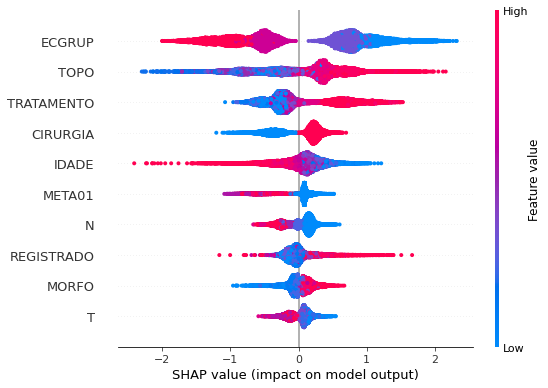 High
ECGRUP
TOPO
TRATAMENTO
CIRURGIA
IDADE
META01
N
REGISTRADO
MORFO
T
Feature value
Low
−2 −1 0 1 2
SHAP value (impact on model output)